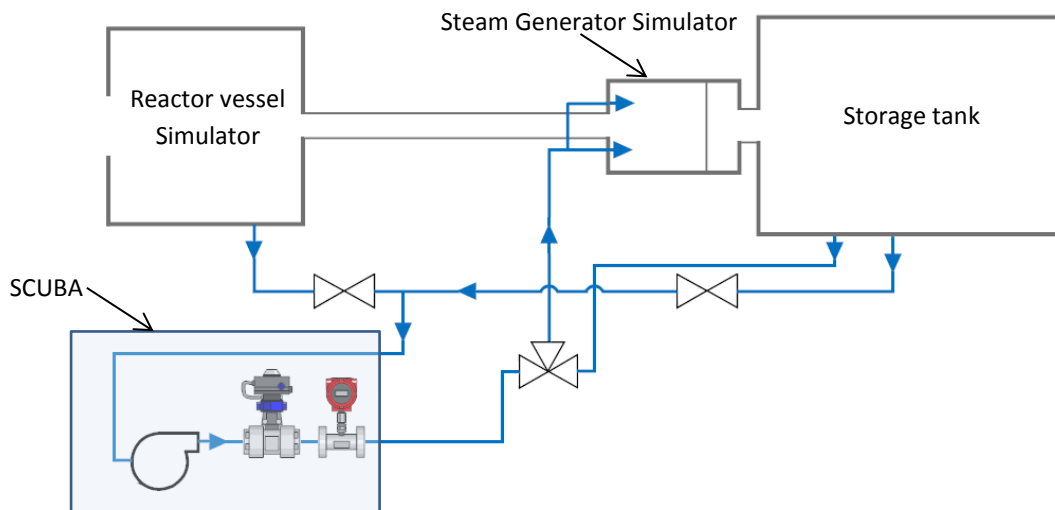 Steam Generator Simulator
Reactor vessel
Simulator
Storage tank
SCUBA